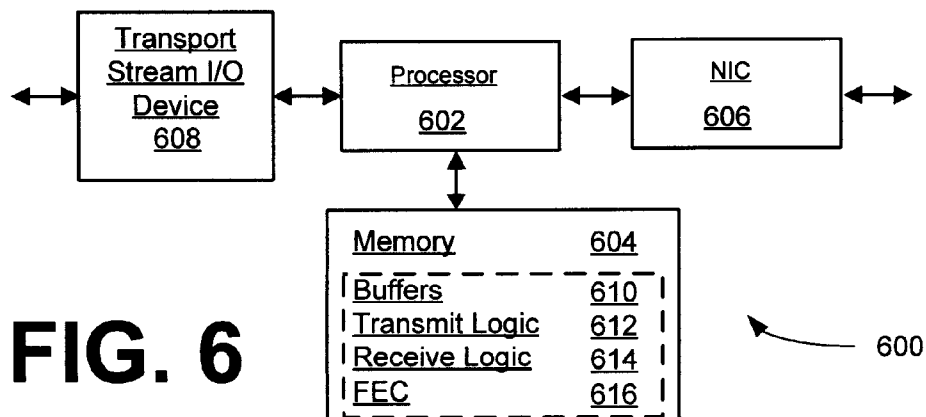 Transport
Stream I/O
Device
608
Processor
602
NIC
606
Memory 604
Buffers 610
Transmit Logic 612
Receive Logic 614
FEC 616
600
FIG. 6